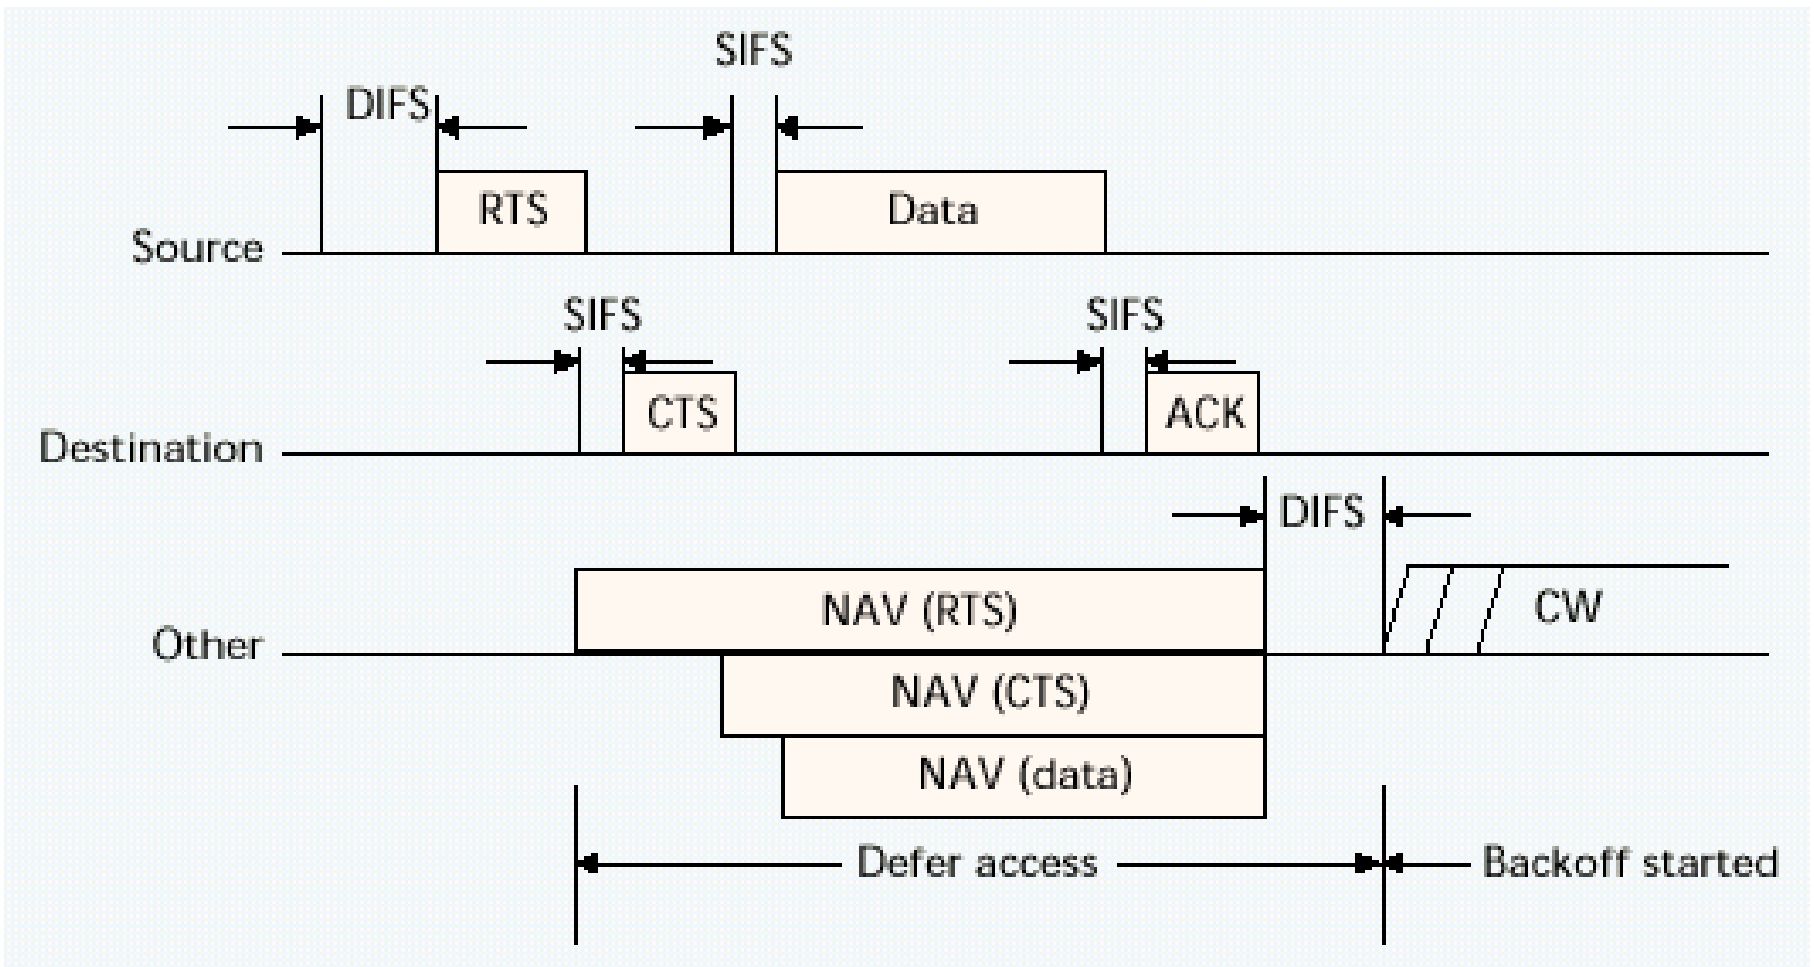 SIFS
DIFS
RTS
Data
Source
SIFS
SIFS
CTS
ACK
Destination
DIFS
NAV (RTS)
CW
Other
NAV (CTS)
NAV (data)
Defer access
Backoff started